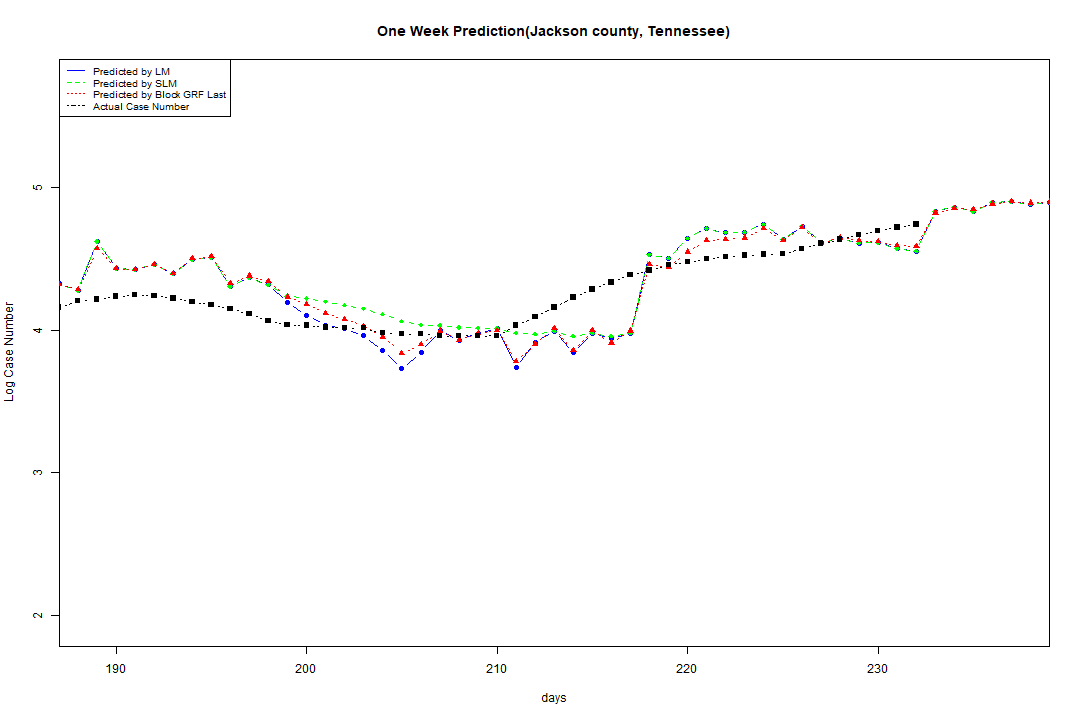 One Week Prediction(Jackson county, Tennessee)
Predicted by LM
Predicted by SLM
Predicted by Block GRF Last
Actual Case Number
5
4
3
2
Log Case Number
190 200 210 220 230
days